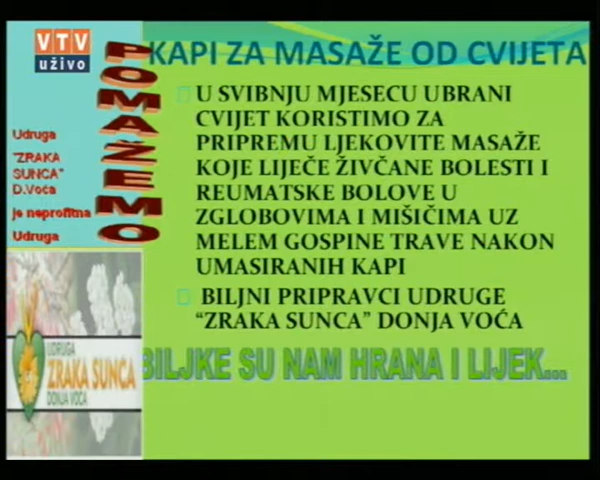 VTV
uživo
KAPI ZA MASAŽE OD CVIJETA
POMAŽEMO
Udruga
"ZRAKA
SUNCA"
D.Voća
je neprofitna
Udruga
U SVIBNJU MJESECU UBRANI
CVIJET KORISTIMO ZA
PRIPREMU LJEKOVITE MASAŽE
KOJE LIJEČE ŽIVČANE BOLESTI I
REUMATSKE BOLOVE U
ZGLOBOVIMA I MIŠIČIMA UZ
MELEM GOSPINE TRAVE NAKON
UMASIRANIH KAPI
BILJNI PRIPRAVCI UDRUGE
“ZRAKA SUNCA” DONJA VOĆA
BILJKE SU NAM HRANA I LIJEK...
UDRUGA
ZRAKA SUNCA
DONJA VOĆA